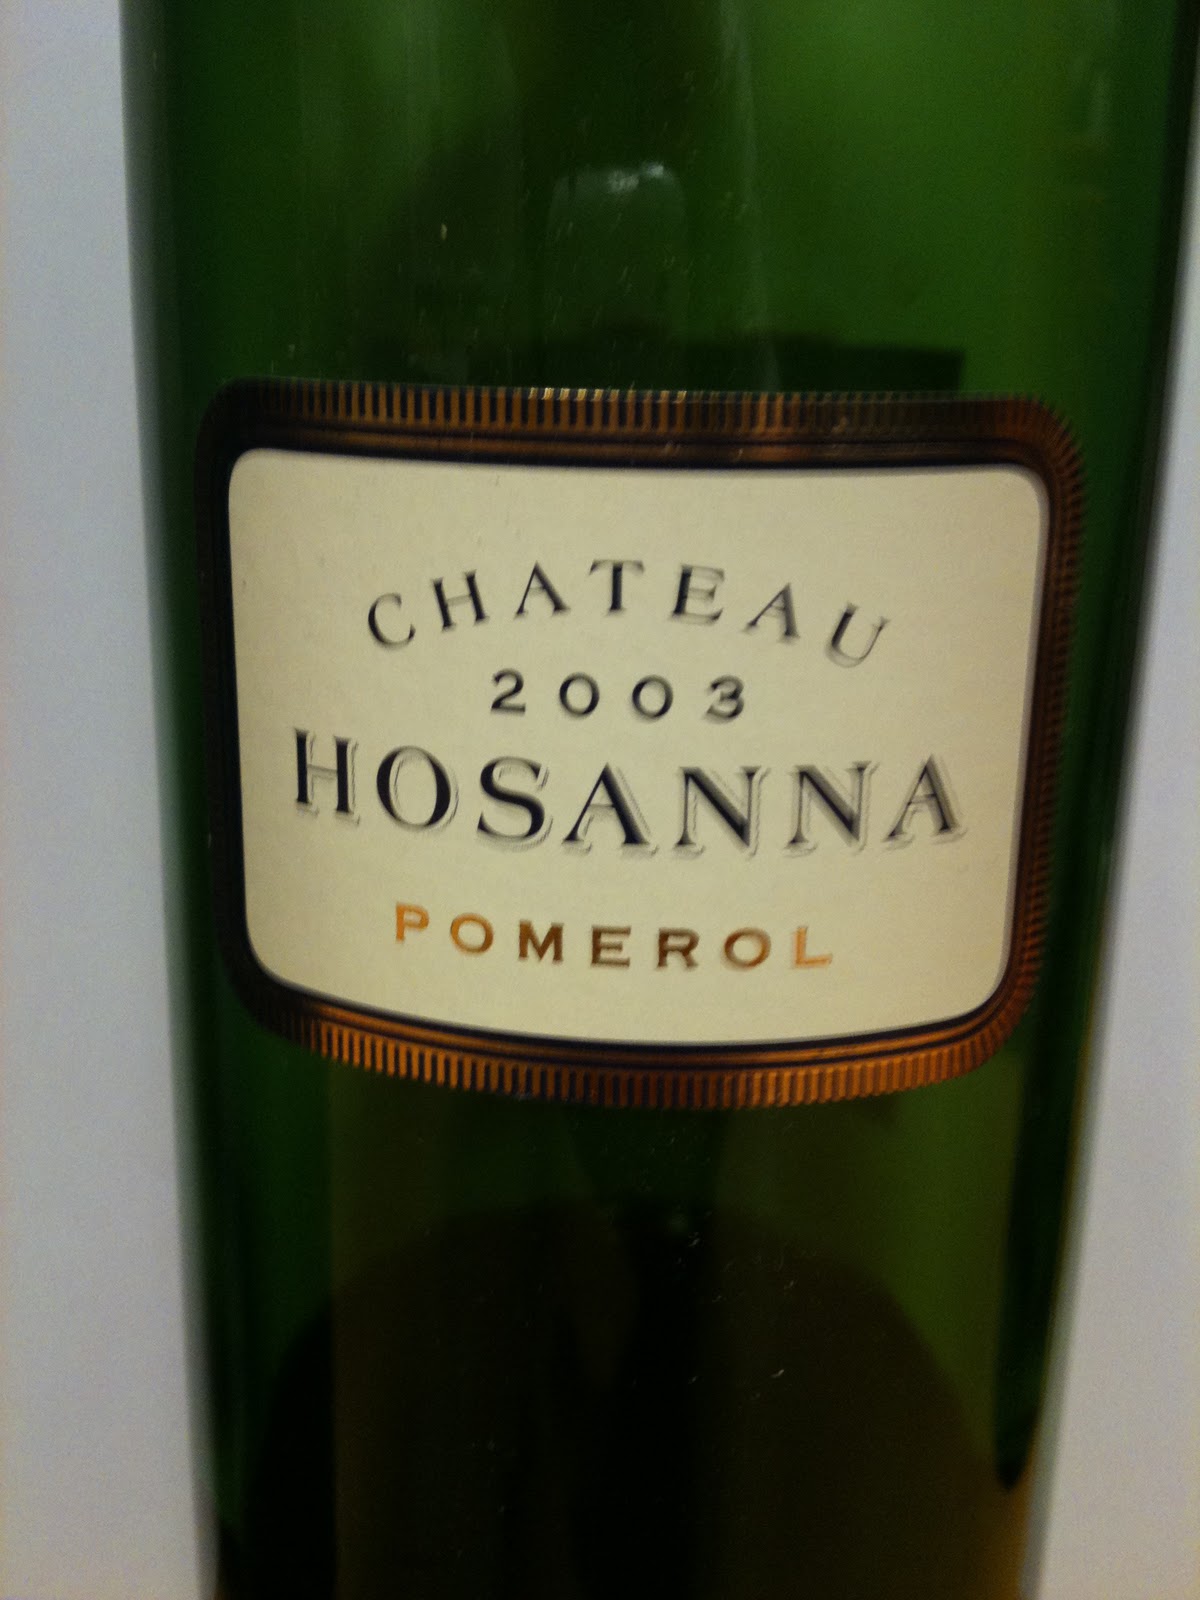 CHATEAU
2003
HOSANNA
POMEROL